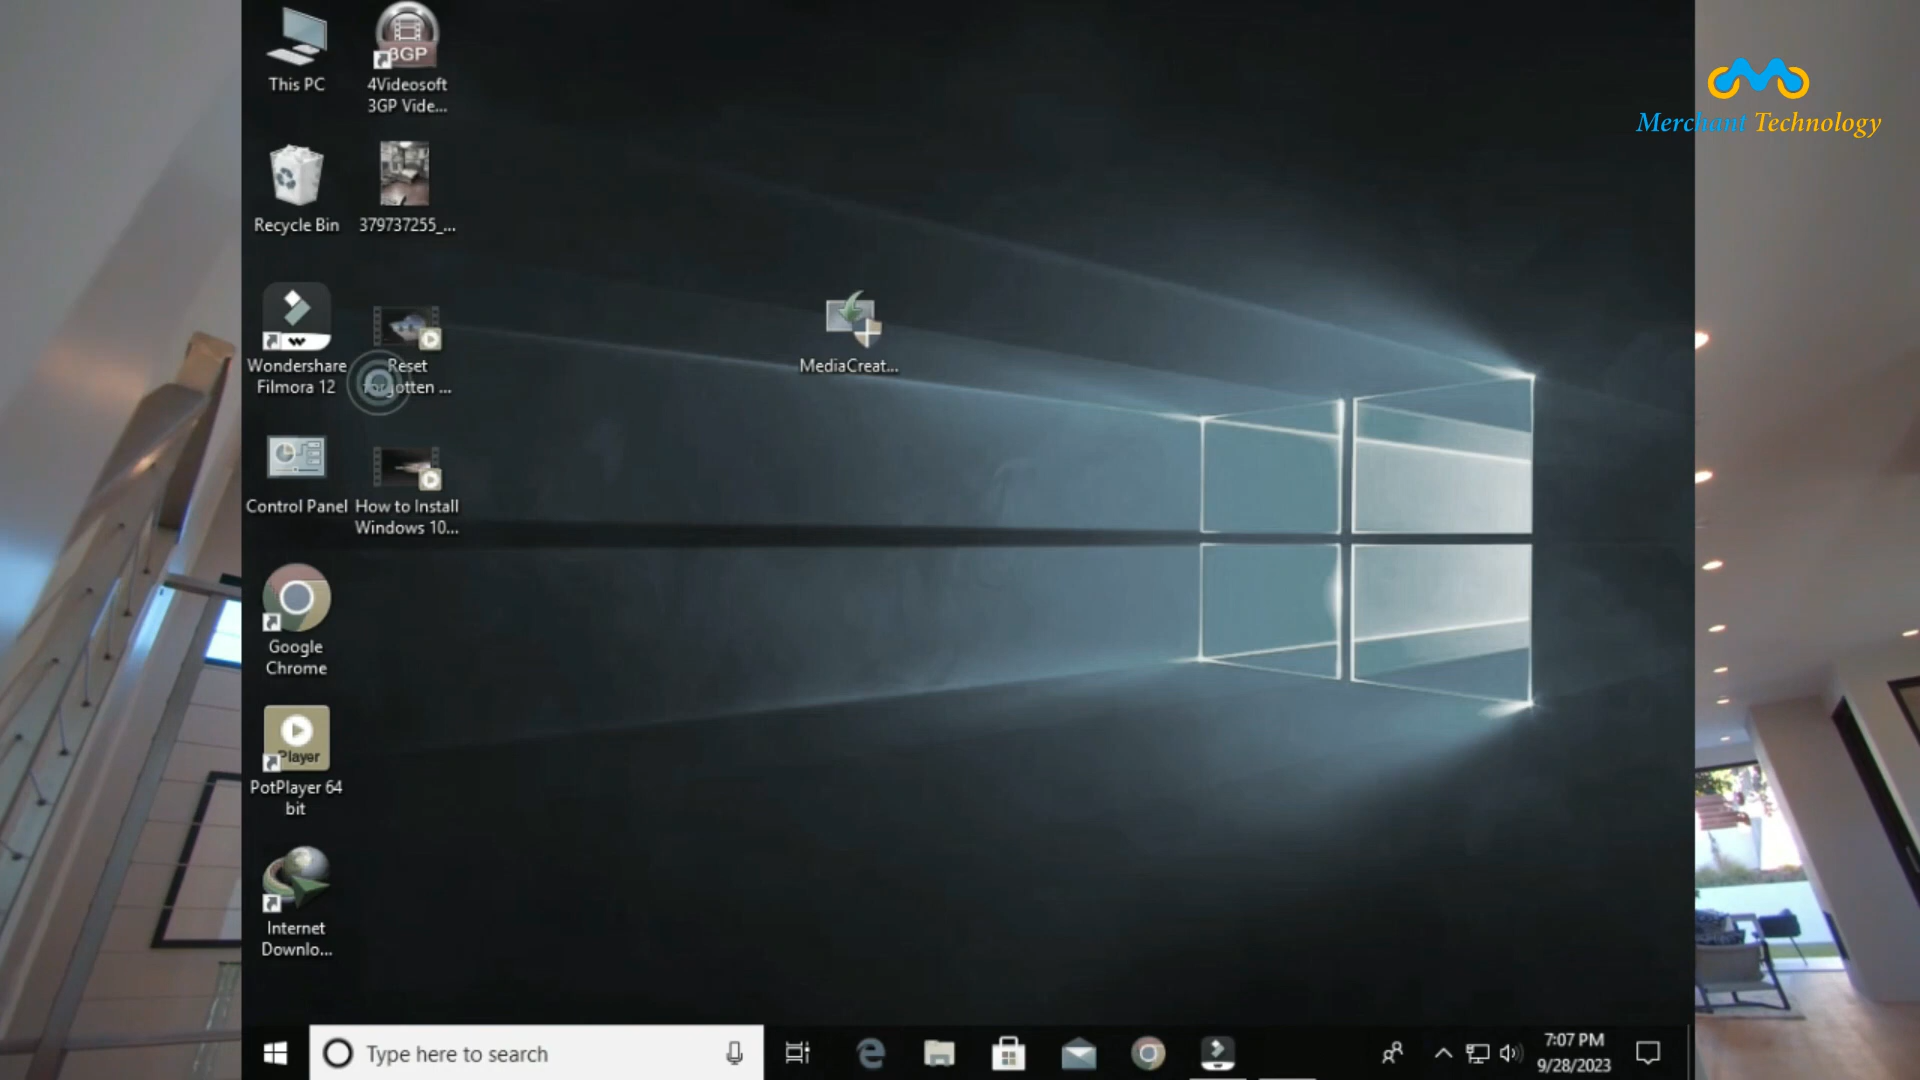 This PC
4Videosoft
3GP Vide...
3GP
Recycle Bin
379737255_...
Wondershare
Filmora 12
Reset
forgotten ...
MediaCreat...
Control Panel
How to Install
Windows 10...
Google
Chrome
Player
PotPlayer 64
bit
Internet
Downlo...
Type here to search
7:07 PM
9/28/2023
Merchant Technology